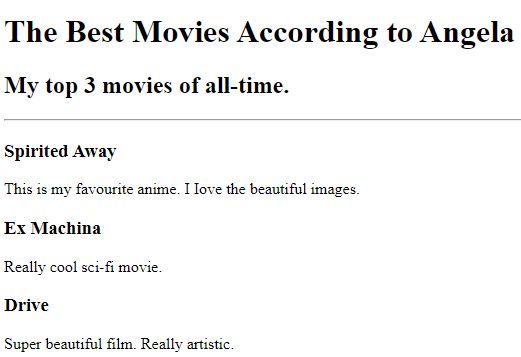 The Best Movies According to Angela
My top 3 movies of all-time.
Spirited Away
This is my favourite anime. I love the beautiful images.
Ex Machina
Really cool sci-fi movie.
Drive
Super beautiful film. Really artistic.